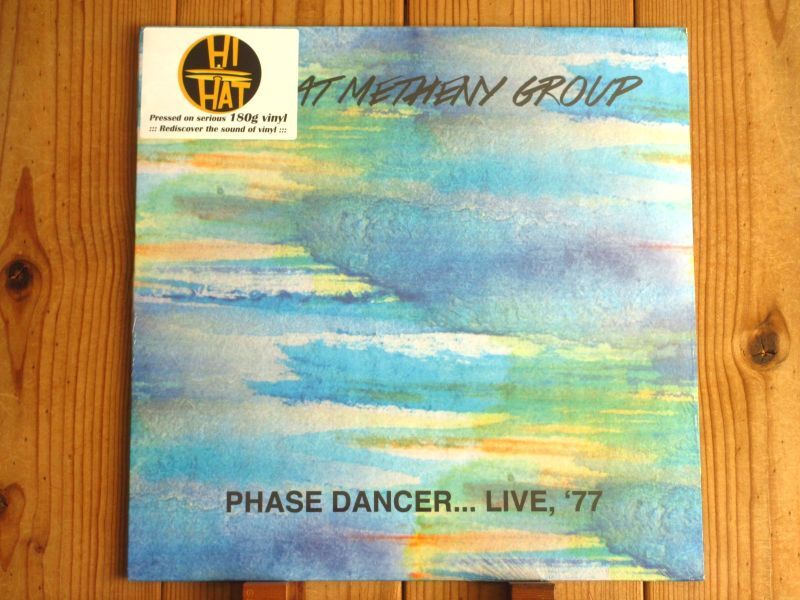 HI
HAT
Pressed on serious 180g vinyl
::: Rediscover the sound of vinyl :::
AT METHENY GROUP
PHASE DANCER... LIVE, '77